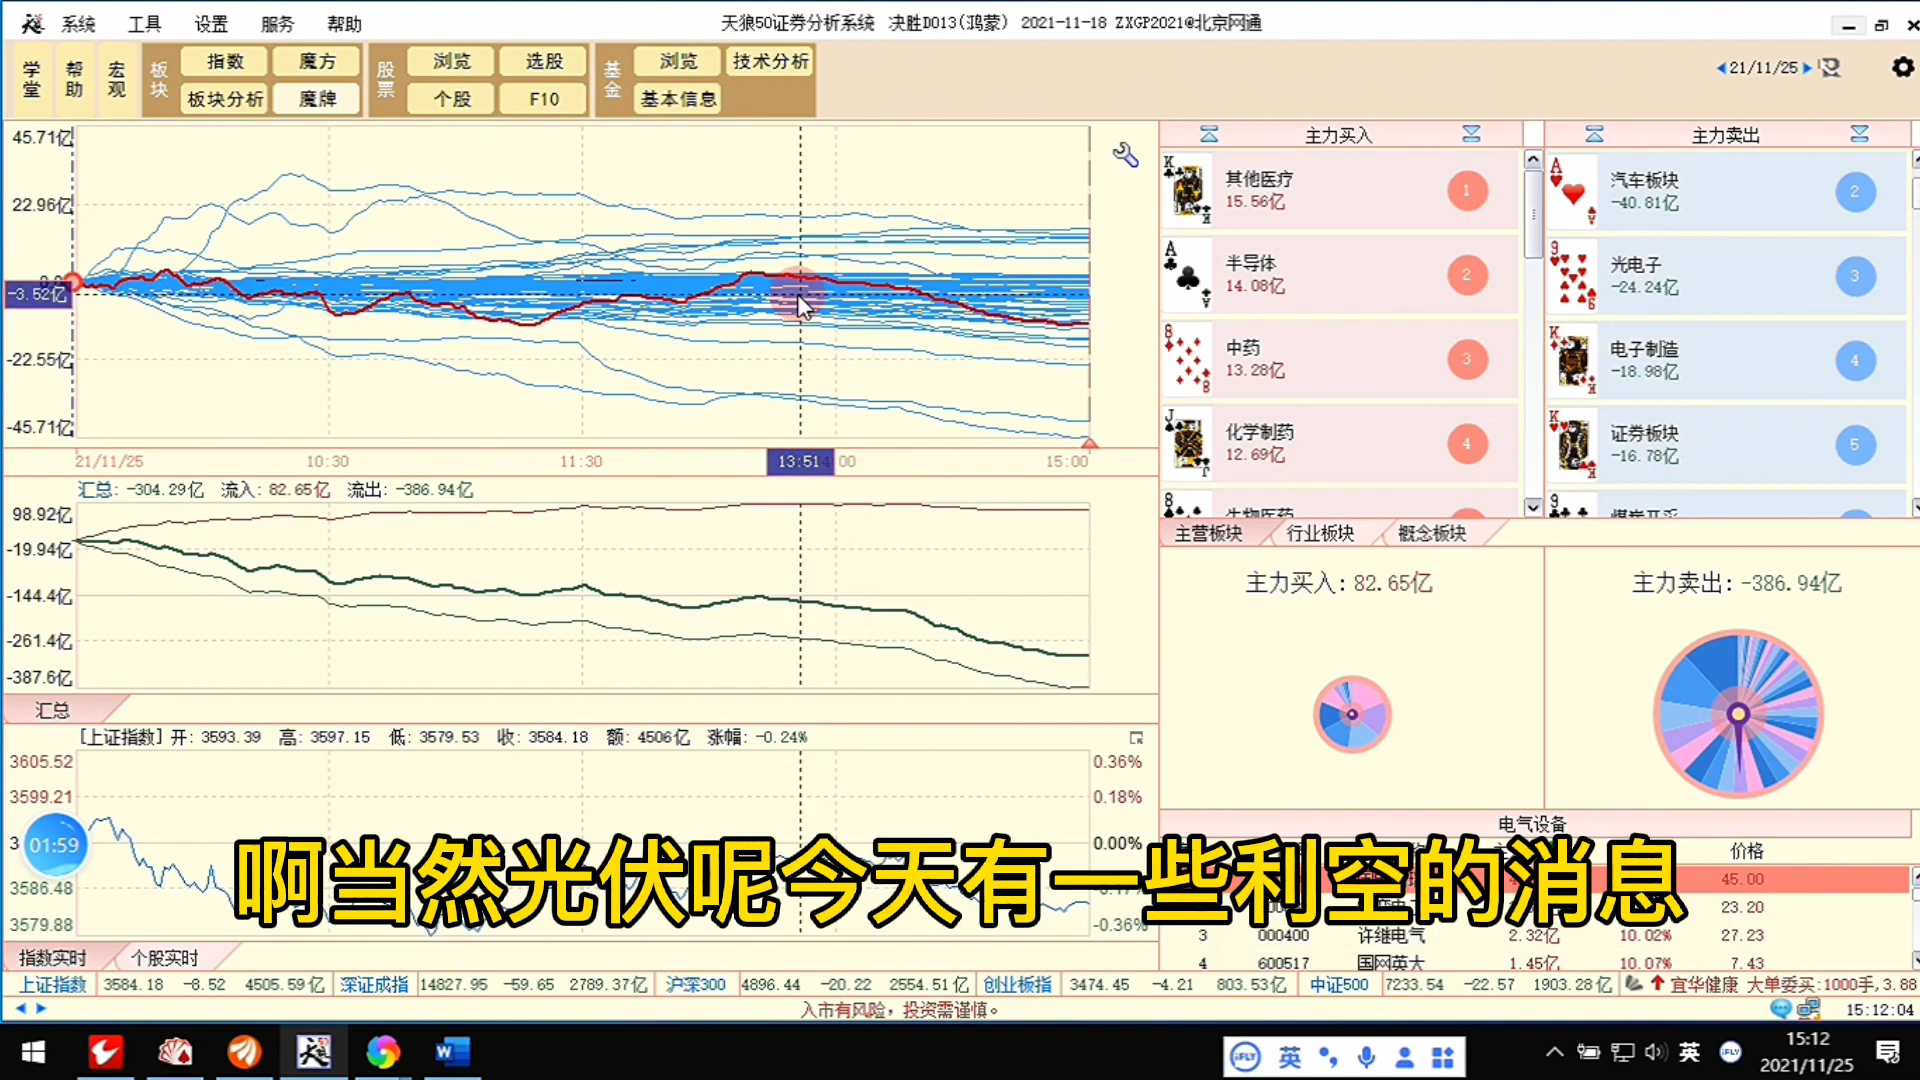 系统 工具 设置 服务 帮助 天狼50证券分析系统 决胜D013(鸿蒙) 2021-11-18 ZXGP2021@北京网通
学堂 帮助 宏观 板块 指数 魔方 股票 浏览 选股 基金 浏览 技术分析 21/11/25
板块分析 魔牌 个股 F10 基本信息
45.71亿
22.96亿
-3.52亿
-22.55亿
-45.71亿
21/11/25 10:30 11:30 13:51 00 15:00
汇总: -304.29亿 流入: 82.65亿 流出: -386.94亿
98.92亿
-19.94亿
-144.4亿
-261.4亿
-387.6亿
汇总
[上证指数] 开: 3593.39 高: 3597.15 低: 3579.53 收: 3584.18 额: 4506亿 涨幅: -0.24%
3605.52 0.36%
3599.21 0.18%
3 01:59 0.00%
3586.48
3579.88 -0.36%
指数实时 个股实时
主力买入
K 其他医疗 15.56亿 1
A 半导体 14.08亿 2
8 中药 13.28亿 3
J 化学制药 12.69亿 4
8 生物医药
主力卖出
A 汽车板块 -40.81亿 2
9 光电子 -24.24亿 3
K 电子制造 -18.98亿 4
K 证券板块 -16.78亿 5
9 煤炭开采
主营板块 行业板块 概念板块
主力买入: 82.65亿 主力卖出: -386.94亿
电气设备
价格
45.00
23.20
3 000400 许继电气 2.32亿 10.02% 27.23
4 600517 国网英大 1.45亿 10.07% 7.43
啊当然光伏呢今天有一些利空的消息
上证指数 3584.18 -8.52 4505.59亿 深证成指 14827.95 -59.65 2789.37亿 沪深300 4896.44 -20.22 2554.51亿 创业板指 3474.45 -4.21 803.53亿 中证500 7233.54 -22.57 1903.28亿 宜华健康 大单委买:1000手,3.88
入市有风险，投资需谨慎。 15:12:04
iFLY 英 英 iFLY 15:12
2021/11/25